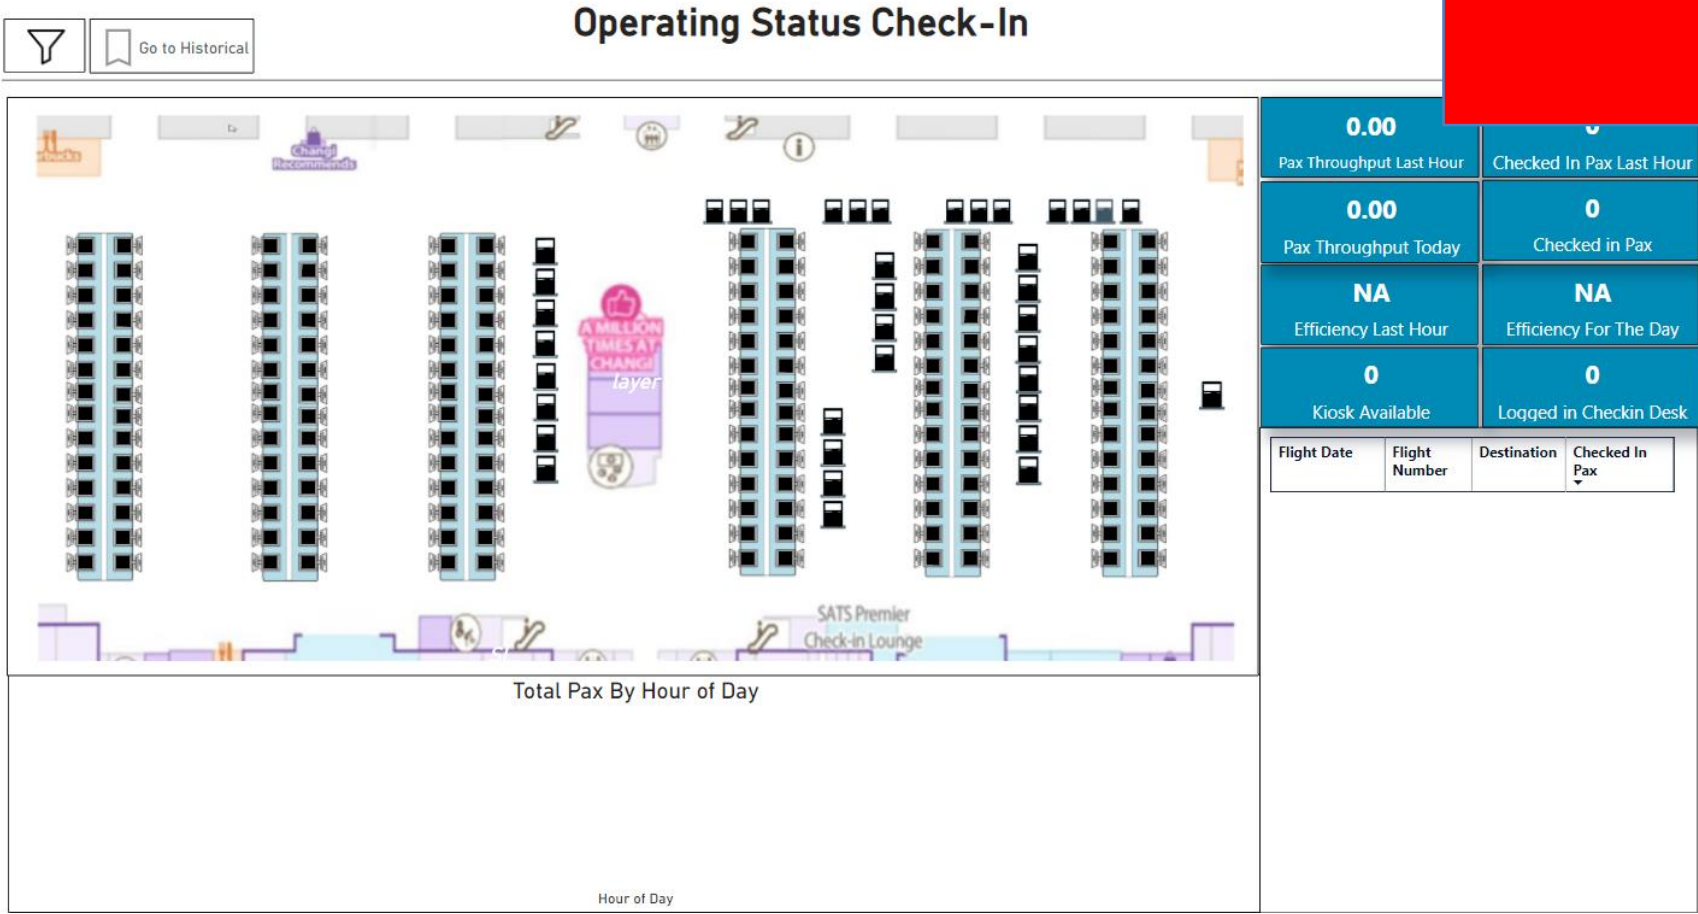 Operating Status Check-In
Go to Historical
rbucks
Changi
Recommends
A MILLION
TIMES AT
CHANGI
layer
SATS Premier
Check-in Lounge
0.00
Pax Throughput Last Hour
Checked In Pax Last Hour
0.00
Pax Throughput Today
0
Checked in Pax
NA
Efficiency Last Hour
NA
Efficiency For The Day
0
Kiosk Available
0
Logged in Checkin Desk
Flight Date
Flight
Number
Destination
Checked In
Pax
Total Pax By Hour of Day
Hour of Day